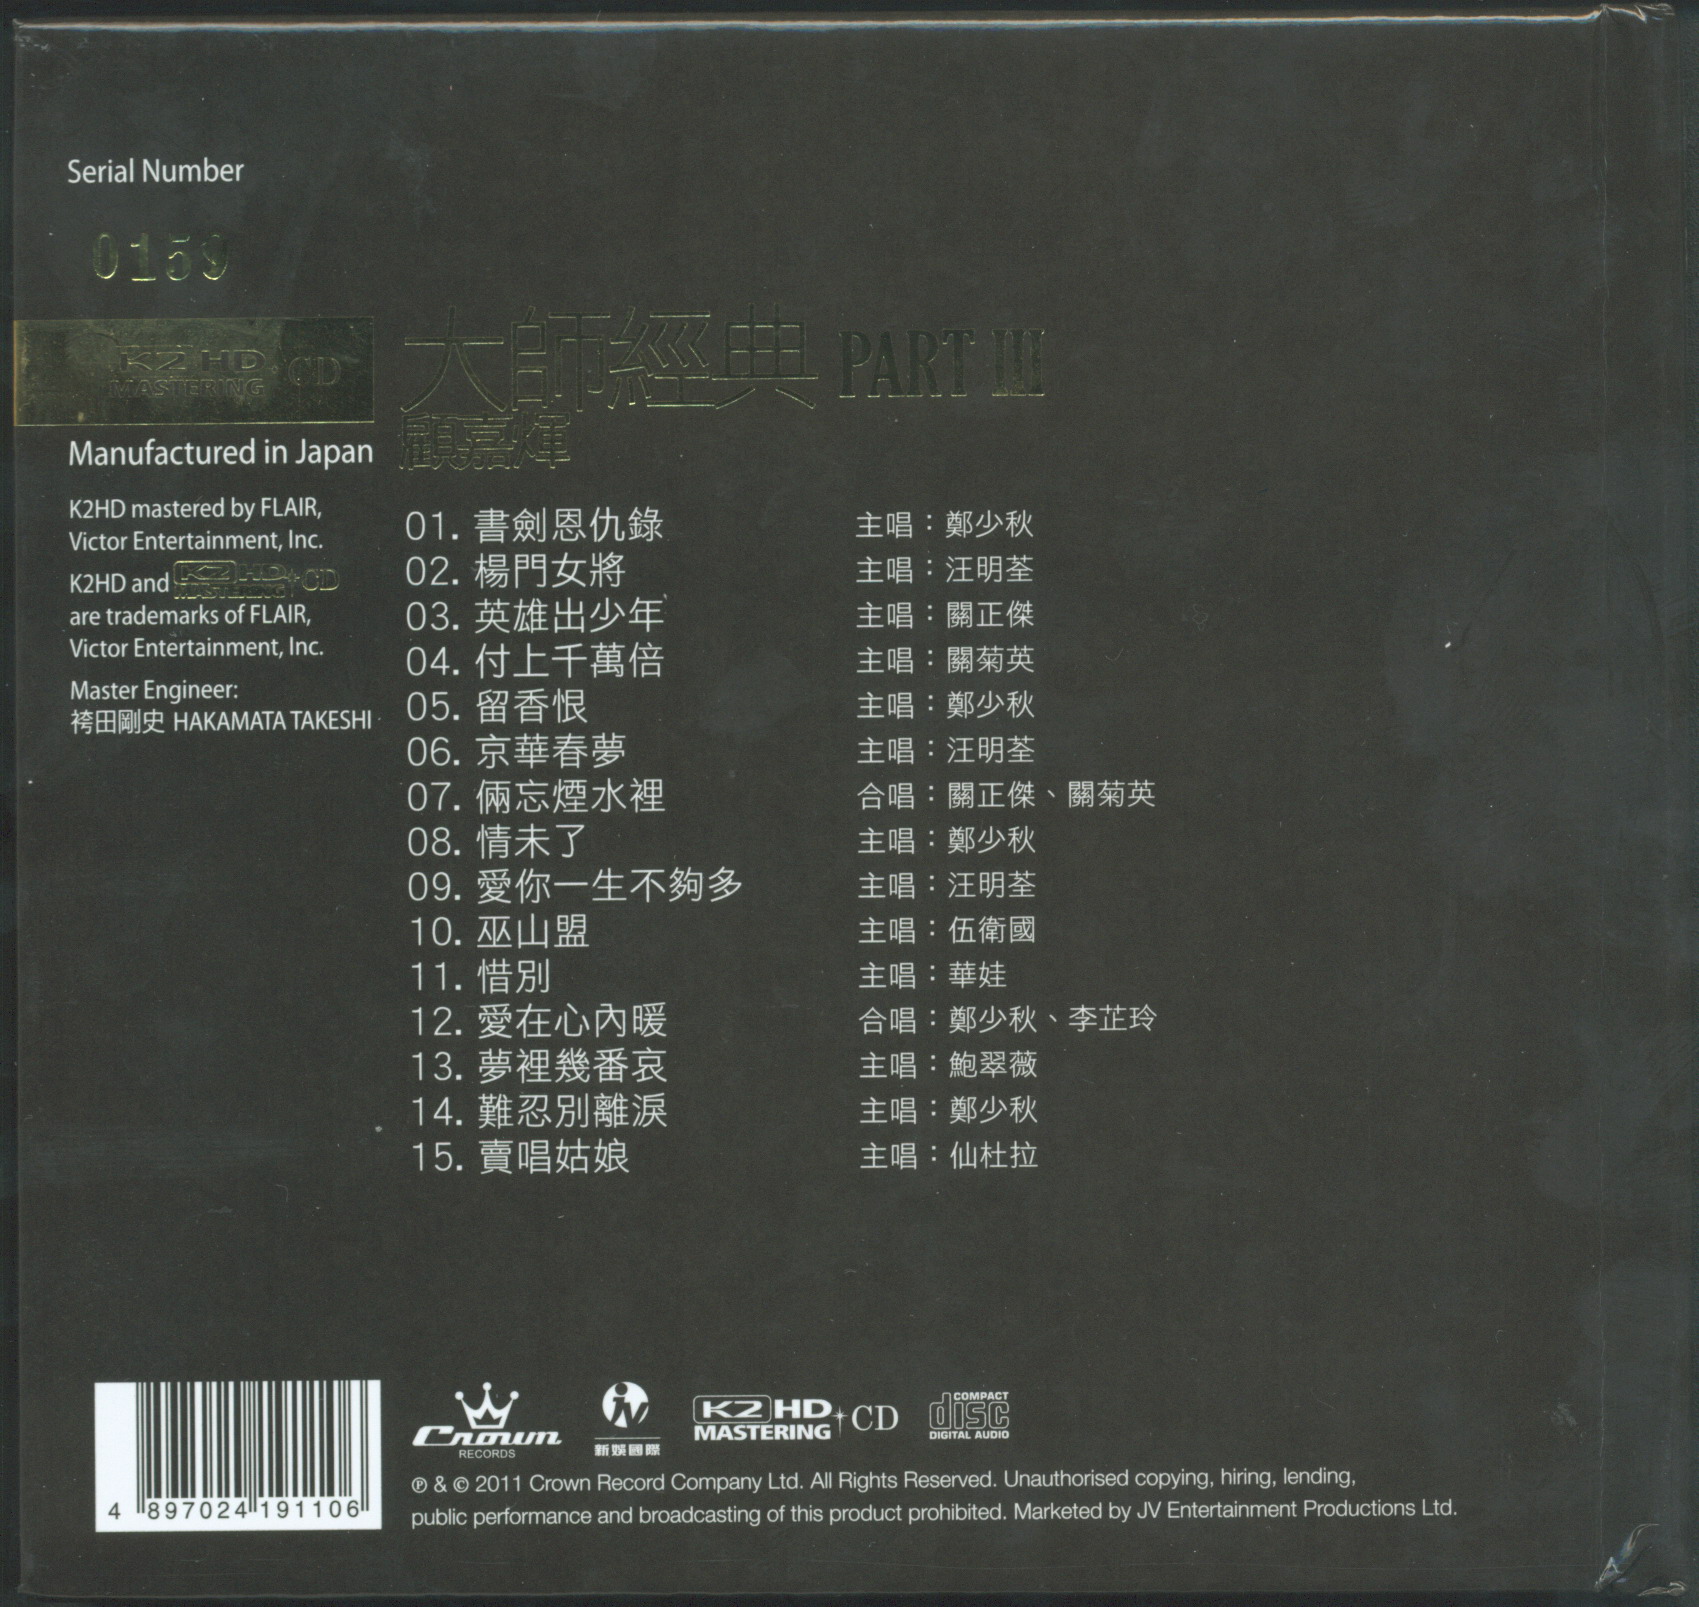 Serial Number
0159
K2 HD MASTERING + CD
大師經典 PART III
顧嘉煇
Manufactured in Japan
K2HD mastered by FLAIR,
Victor Entertainment, Inc.
K2HD and K2 HD MASTERING + CD
are trademarks of FLAIR,
Victor Entertainment, Inc.
Master Engineer:
袴田剛史 HAKAMATA TAKESHI
01. 書劍恩仇錄 主唱：鄭少秋
02. 楊門女將 主唱：汪明荃
03. 英雄出少年 主唱：關正傑
04. 付上千萬倍 主唱：關菊英
05. 留香恨 主唱：鄭少秋
06. 京華春夢 主唱：汪明荃
07. 倆忘煙水裡 合唱：關正傑、關菊英
08. 情未了 主唱：鄭少秋
09. 愛你一生不夠多 主唱：汪明荃
10. 巫山盟 主唱：伍衛國
11. 惜別 主唱：華娃
12. 愛在心內暖 合唱：鄭少秋、李芷玲
13. 夢裡幾番哀 主唱：鮑翠薇
14. 難忍別離淚 主唱：鄭少秋
15. 賣唱姑娘 主唱：仙杜拉
4 897024 191106
Crown RECORDS
新娛國際
K2 HD MASTERING + CD
COMPACT disc DIGITAL AUDIO
℗ & © 2011 Crown Record Company Ltd. All Rights Reserved. Unauthorised copying, hiring, lending,
public performance and broadcasting of this product prohibited. Marketed by JV Entertainment Productions Ltd.